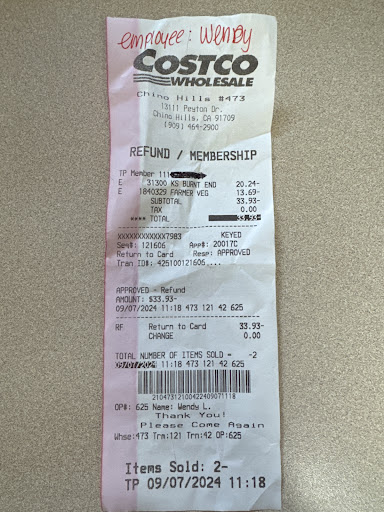 employee: Wendy
COSTCO
WHOLESALE
Chino Hills #473
13111 Peyton Dr.
Chino Hills, CA 91709
(909) 464-2900
REFUND / MEMBERSHIP
TP Member 111
E 31300 KS BURNT END 20.24-
E 1840329 FARMER VEG 13.69-
SUBTOTAL 33.93-
TAX 0.00
**** TOTAL 33.93-
XXXXXXXXXXXX7983 KEYED
Seq#: 121606 App#: 20017C
Return to Card Resp: APPROVED
Tran ID#: 425100121606....
APPROVED - Refund
AMOUNT: $33.93-
09/07/2024 11:18 473 121 42 625
RF Return to Card 33.93-
CHANGE 0.00
TOTAL NUMBER OF ITEMS SOLD = -2
09/07/2024 11:18 473 121 42 625
21047312100422409071118
OP#: 625 Name: Wendy L.
Thank You!
Please Come Again
Whse:473 Trm:121 Trn:42 OP:625
Items Sold: 2-
TP 09/07/2024 11:18